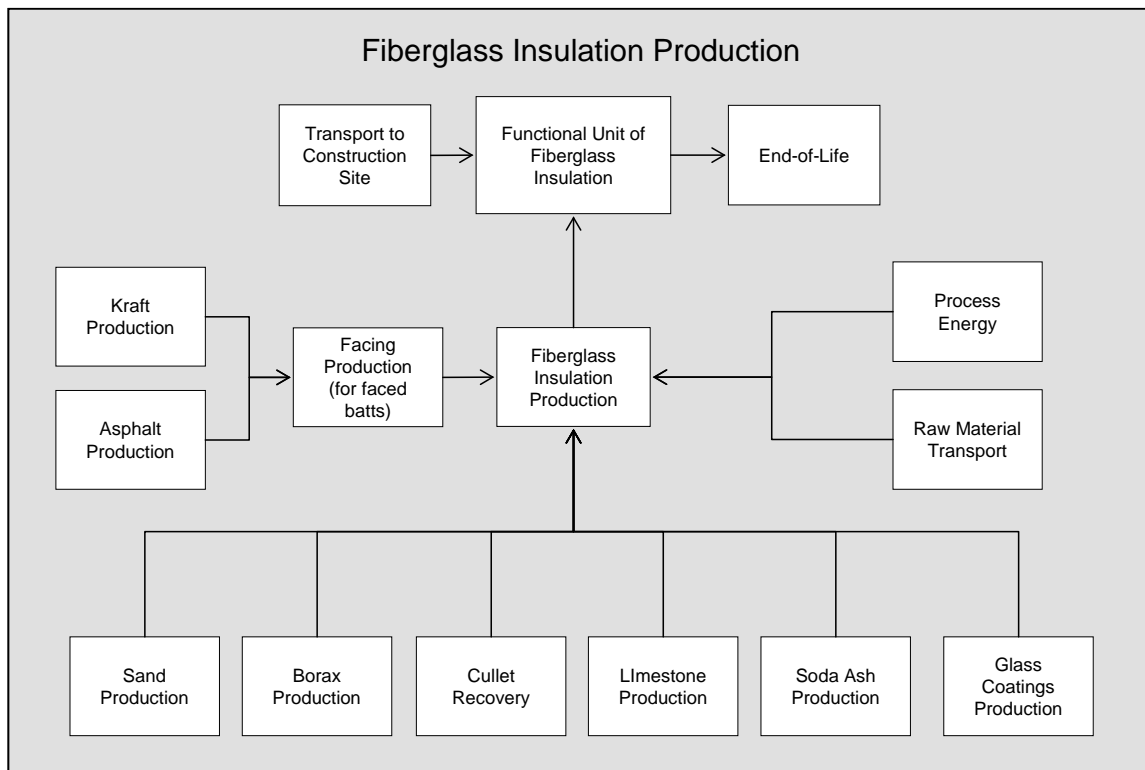 Fiberglass Insulation Production
Transport to
Construction
Site
Functional Unit of
Fiberglass
Insulation
End-of-Life
Kraft
Production
Process
Energy
Facing
Production
(for faced
batts)
Fiberglass
Insulation
Production
Asphalt
Production
Raw Material
Transport
Sand
Production
Borax
Production
Cullet
Recovery
LImestone
Production
Soda Ash
Production
Glass
Coatings
Production